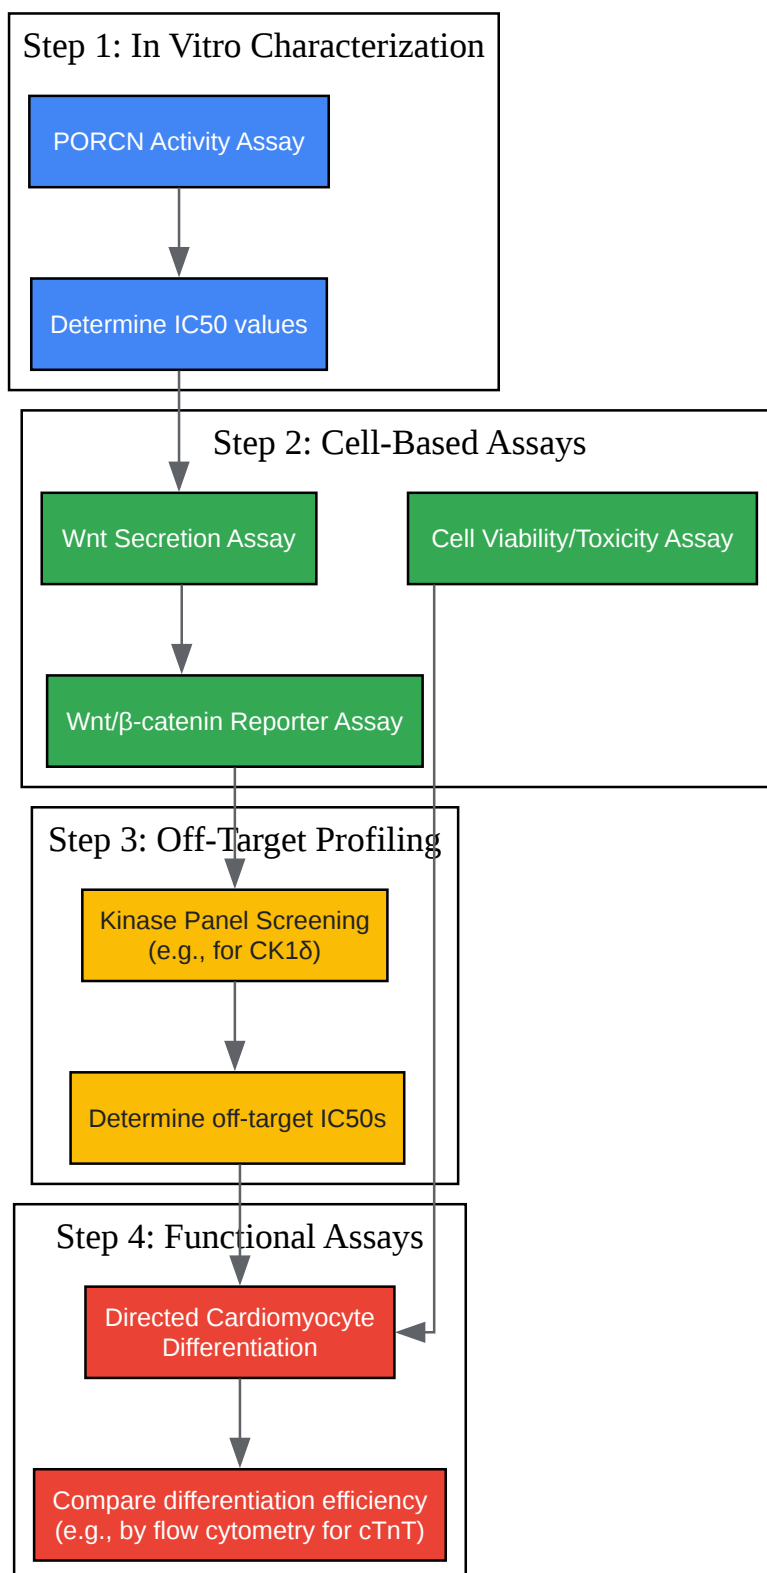 Step 1: In Vitro Characterization
PORCN Activity Assay
Determine IC50 values
Step 2: Cell-Based Assays
Wnt Secretion Assay
Cell Viability/Toxicity Assay
Wnt/β-catenin Reporter Assay
Step 3: Off-Target Profiling
Kinase Panel Screening
(e.g., for CK1δ)
Determine off-target IC50s
Step 4: Functional Assays
Directed Cardiomyocyte
Differentiation
Compare differentiation efficiency
(e.g., by flow cytometry for cTnT)